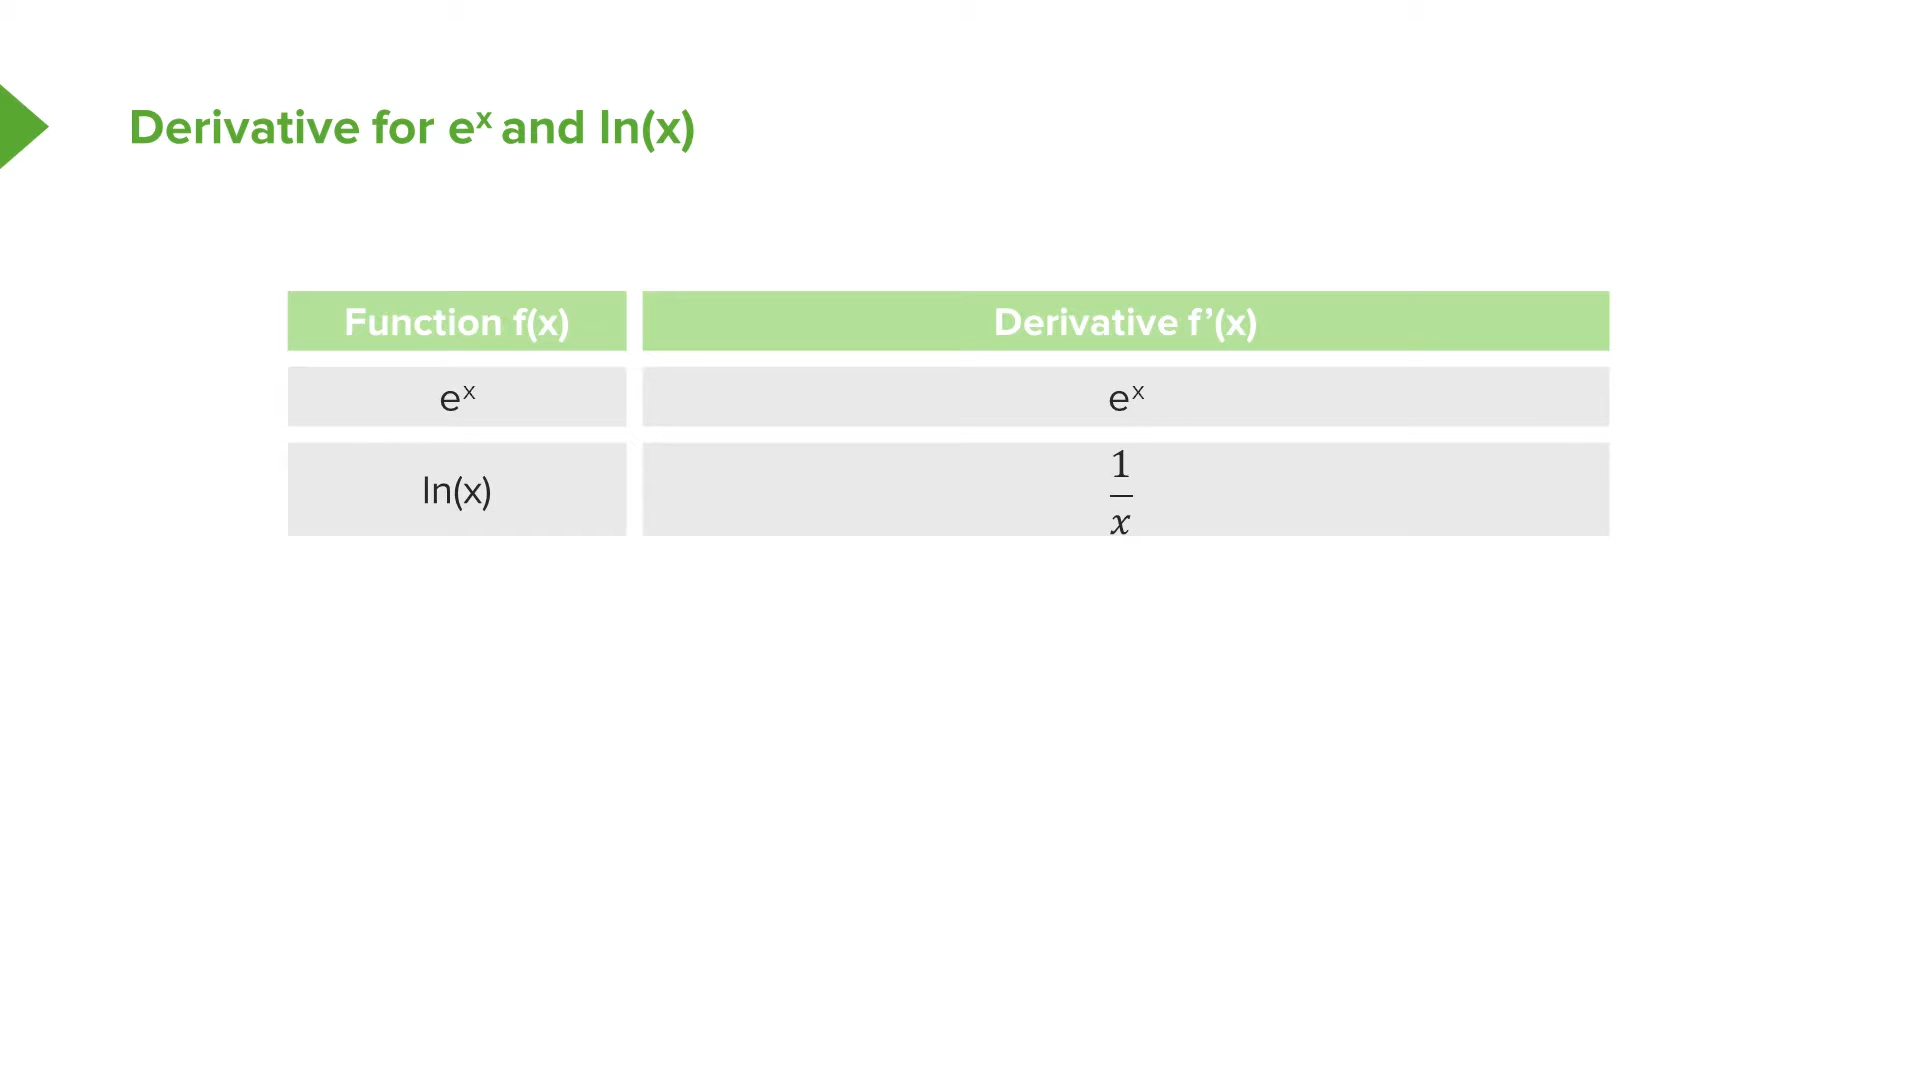 Derivative for eˣ and ln(x)
Function f(x) Derivative f’(x)
eˣ eˣ
ln(x) 1/x